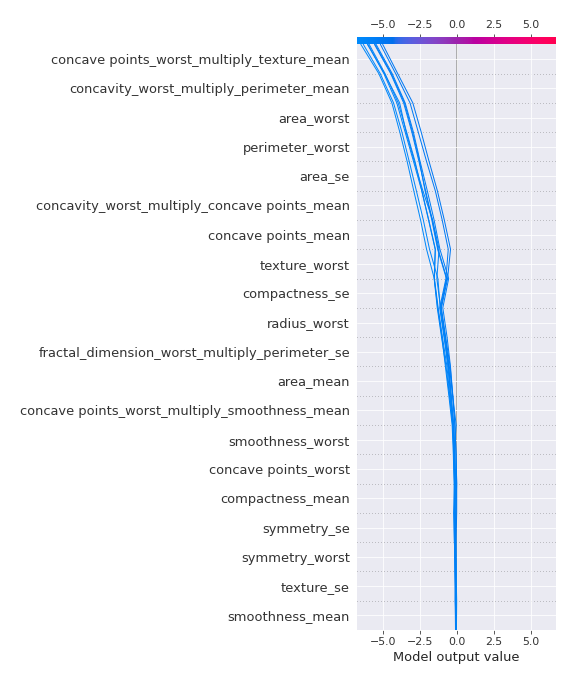 −5.0 −2.5 0.0 2.5 5.0
concave points_worst_multiply_texture_mean
concavity_worst_multiply_perimeter_mean
area_worst
perimeter_worst
area_se
concavity_worst_multiply_concave points_mean
concave points_mean
texture_worst
compactness_se
radius_worst
fractal_dimension_worst_multiply_perimeter_se
area_mean
concave points_worst_multiply_smoothness_mean
smoothness_worst
concave points_worst
compactness_mean
symmetry_se
symmetry_worst
texture_se
smoothness_mean
−5.0 −2.5 0.0 2.5 5.0
Model output value